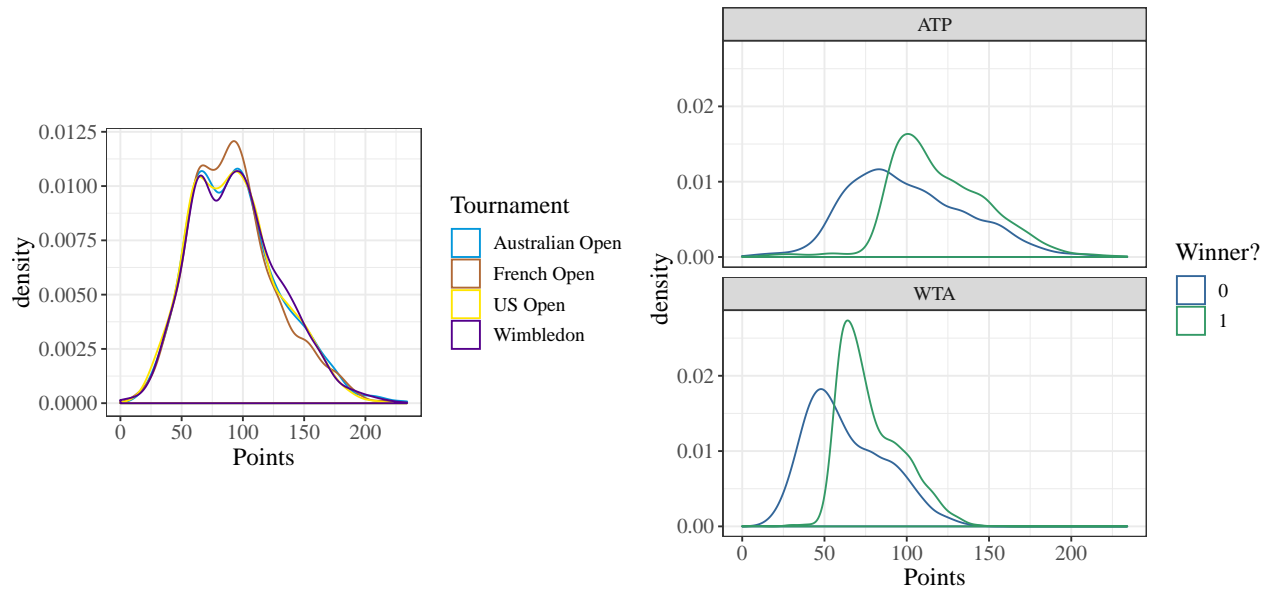 0.0125
0.0100
0.0075
0.0050
0.0025
0.0000
density
0 50 100 150 200
Points
Tournament
Australian Open
French Open
US Open
Wimbledon
ATP
0.02
0.01
0.00
WTA
0.02
0.01
0.00
density
0 50 100 150 200
Points
Winner?
0
1